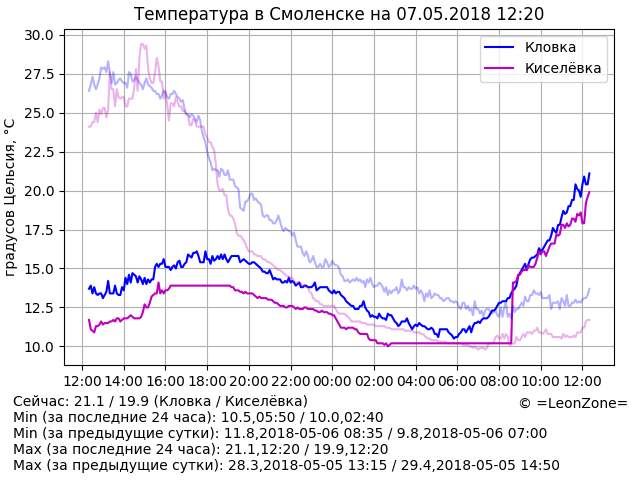 Температура в Смоленске на 07.05.2018 12:20
градусов Цельсия, °C
30.0
27.5
25.0
22.5
20.0
17.5
15.0
12.5
10.0
Кловка
Киселёвка
12:00 14:00 16:00 18:00 20:00 22:00 00:00 02:00 04:00 06:00 08:00 10:00 12:00
Сейчас: 21.1 / 19.9 (Кловка / Киселёвка)
© =LeonZone=
Min (за последние 24 часа): 10.5,05:50 / 10.0,02:40
Min (за предыдущие сутки): 11.8,2018-05-06 08:35 / 9.8,2018-05-06 07:00
Max (за последние 24 часа): 21.1,12:20 / 19.9,12:20
Max (за предыдущие сутки): 28.3,2018-05-05 13:15 / 29.4,2018-05-05 14:50